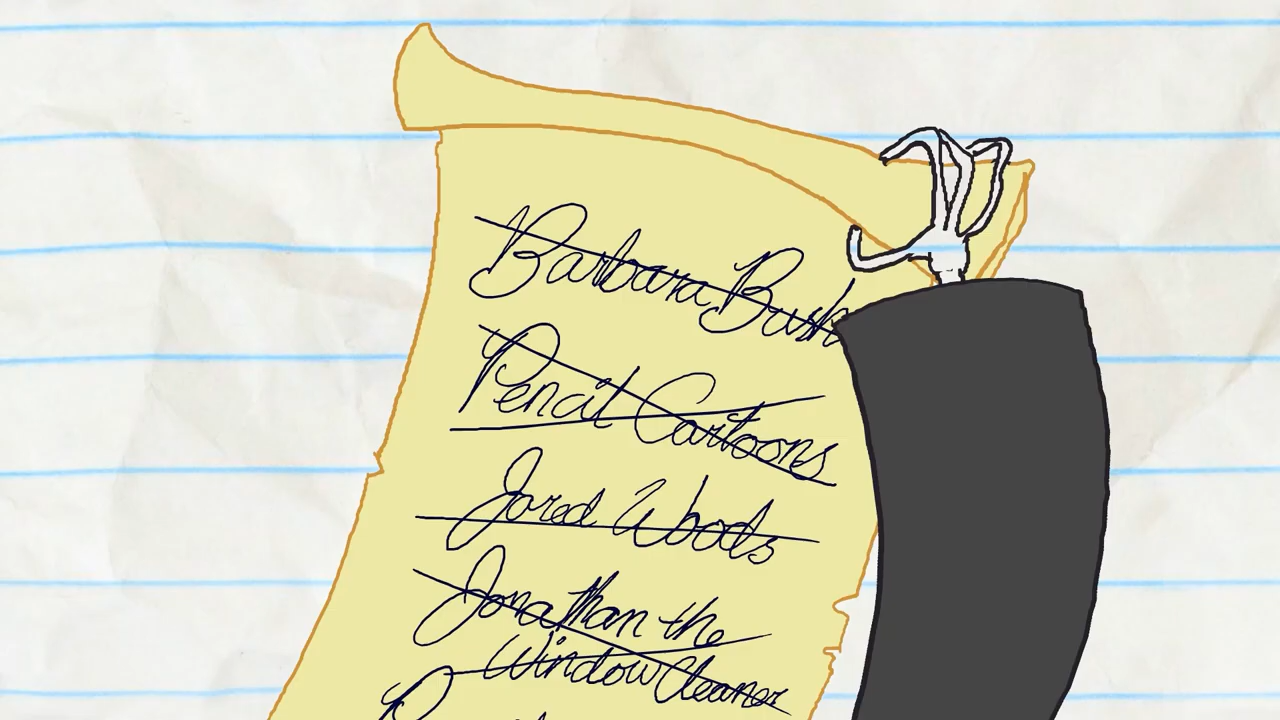 Barbara Bush
Pencil Cartoons
Jared Woods
Jonathan the
Window Cleaner